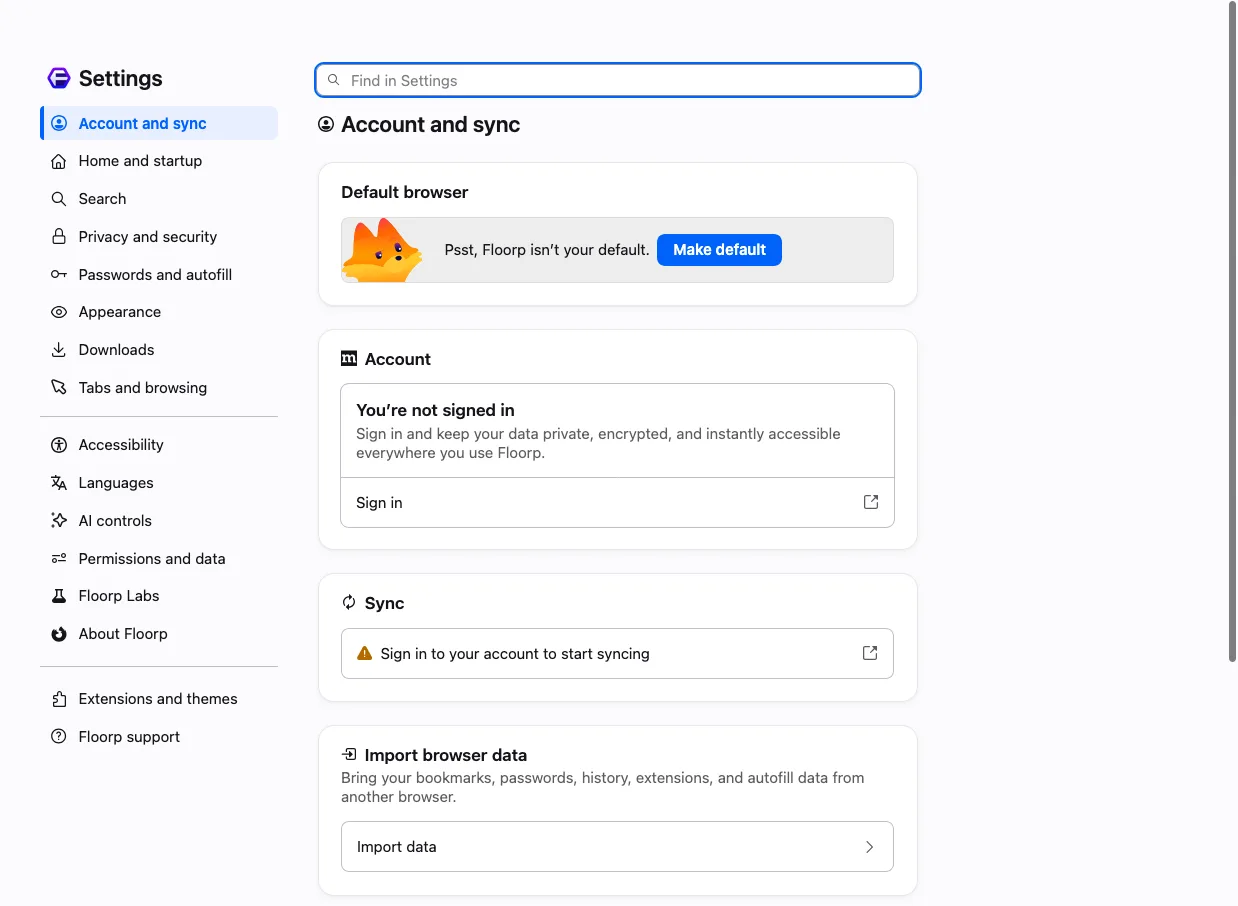 Settings
Account and sync
Home and startup
Search
Privacy and security
Passwords and autofill
Appearance
Downloads
Tabs and browsing
Accessibility
Languages
AI controls
Permissions and data
Floorp Labs
About Floorp
Extensions and themes
Floorp support
Find in Settings
Account and sync
Default browser
Psst, Floorp isn’t your default.
Make default
Account
You’re not signed in
Sign in and keep your data private, encrypted, and instantly accessible
everywhere you use Floorp.
Sign in
Sync
Sign in to your account to start syncing
Import browser data
Bring your bookmarks, passwords, history, extensions, and autofill data from
another browser.
Import data